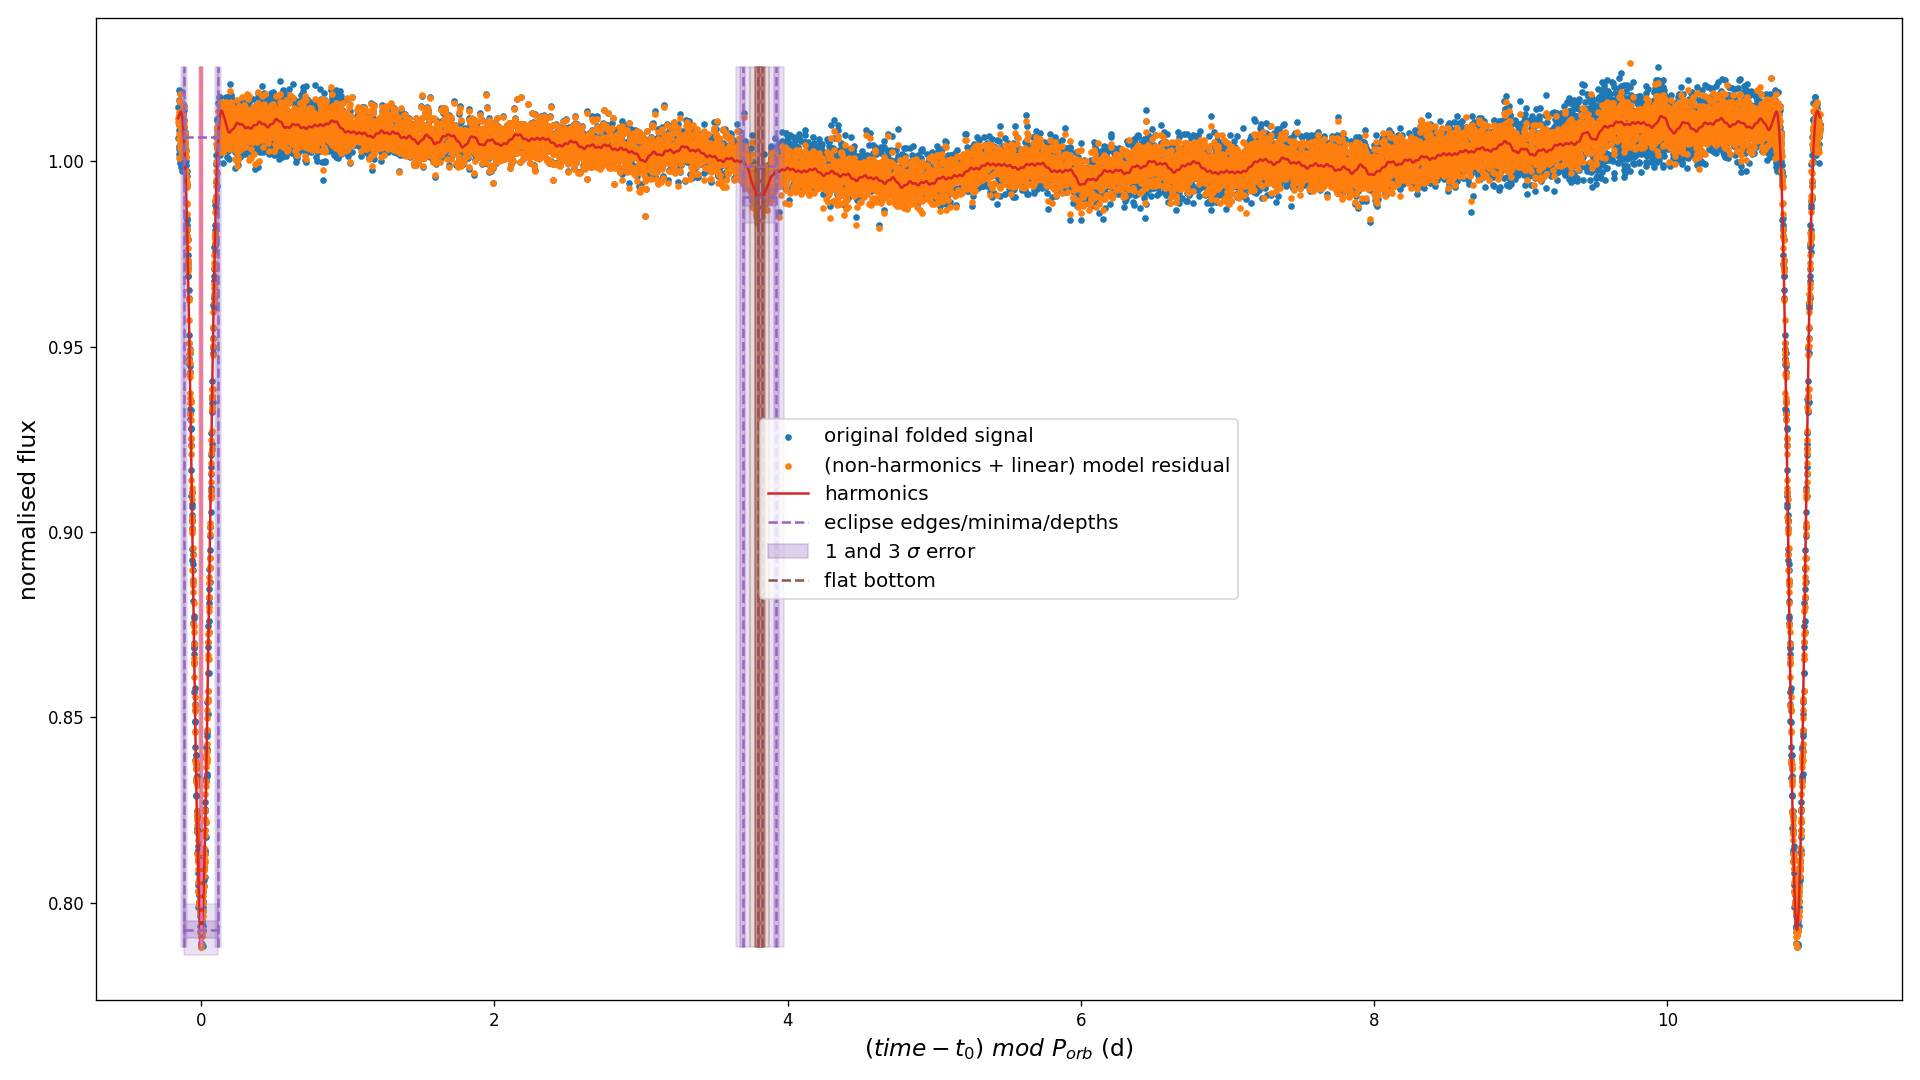 normalised flux
1.00
0.95
0.90
0.85
0.80
original folded signal
(non-harmonics + linear) model residual
harmonics
eclipse edges/minima/depths
1 and 3 σ error
flat bottom
0 2 4 6 8 10
(time − t₀) mod P_orb (d)